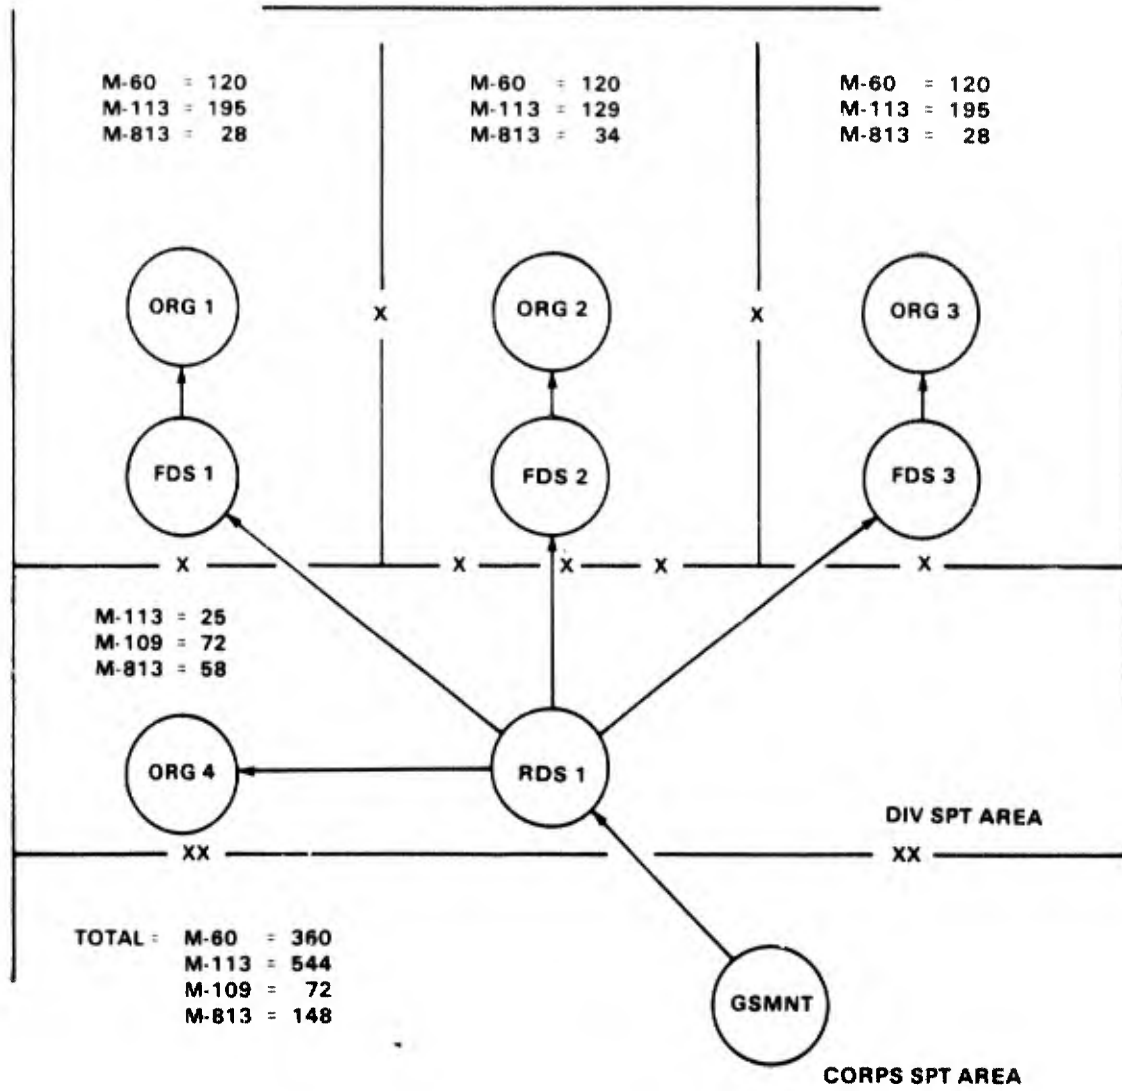 M-60 = 120
M-113 = 195
M-813 = 28
M-60 = 120
M-113 = 129
M-813 = 34
M-60 = 120
M-113 = 195
M-813 = 28
ORG 1
X
ORG 2
X
ORG 3
FDS 1
FDS 2
FDS 3
X
X
X
X
X
M-113 = 25
M-109 = 72
M-813 = 58
ORG 4
RDS 1
DIV SPT AREA
XX
XX
TOTAL = M-60 = 360
M-113 = 544
M-109 = 72
M-813 = 148
GSMNT
CORPS SPT AREA